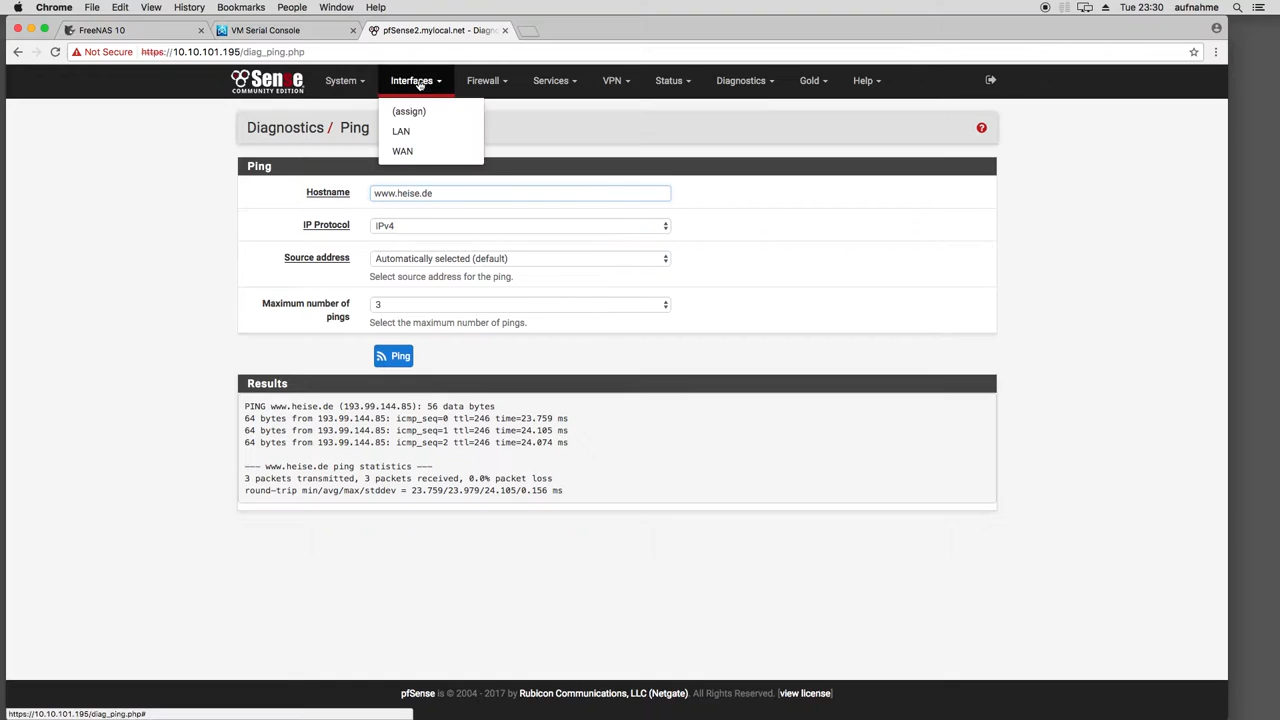 Chrome File Edit View History Bookmarks People Window Help Tue 23:30 aufnahme
FreeNAS 10 VM Serial Console pfSense2.mylocal.net - Diagno
Not Secure https://10.10.101.195/diag_ping.php
Sense System Interfaces Firewall Services VPN Status Diagnostics Gold Help
COMMUNITY EDITION
(assign)
LAN
WAN
Diagnostics / Ping
Ping
Hostname www.heise.de
IP Protocol IPv4
Source address Automatically selected (default)
Select source address for the ping.
Maximum number of
pings
3
Select the maximum number of pings.
Ping
Results
PING www.heise.de (193.99.144.85): 56 data bytes
64 bytes from 193.99.144.85: icmp_seq=0 ttl=246 time=23.759 ms
64 bytes from 193.99.144.85: icmp_seq=1 ttl=246 time=24.105 ms
64 bytes from 193.99.144.85: icmp_seq=2 ttl=246 time=24.074 ms
--- www.heise.de ping statistics ---
3 packets transmitted, 3 packets received, 0.0% packet loss
round-trip min/avg/max/stddev = 23.759/23.979/24.105/0.156 ms
pfSense is © 2004 - 2017 by Rubicon Communications, LLC (Netgate). All Rights Reserved. [view license]
https://10.10.101.195/diag_ping.php#